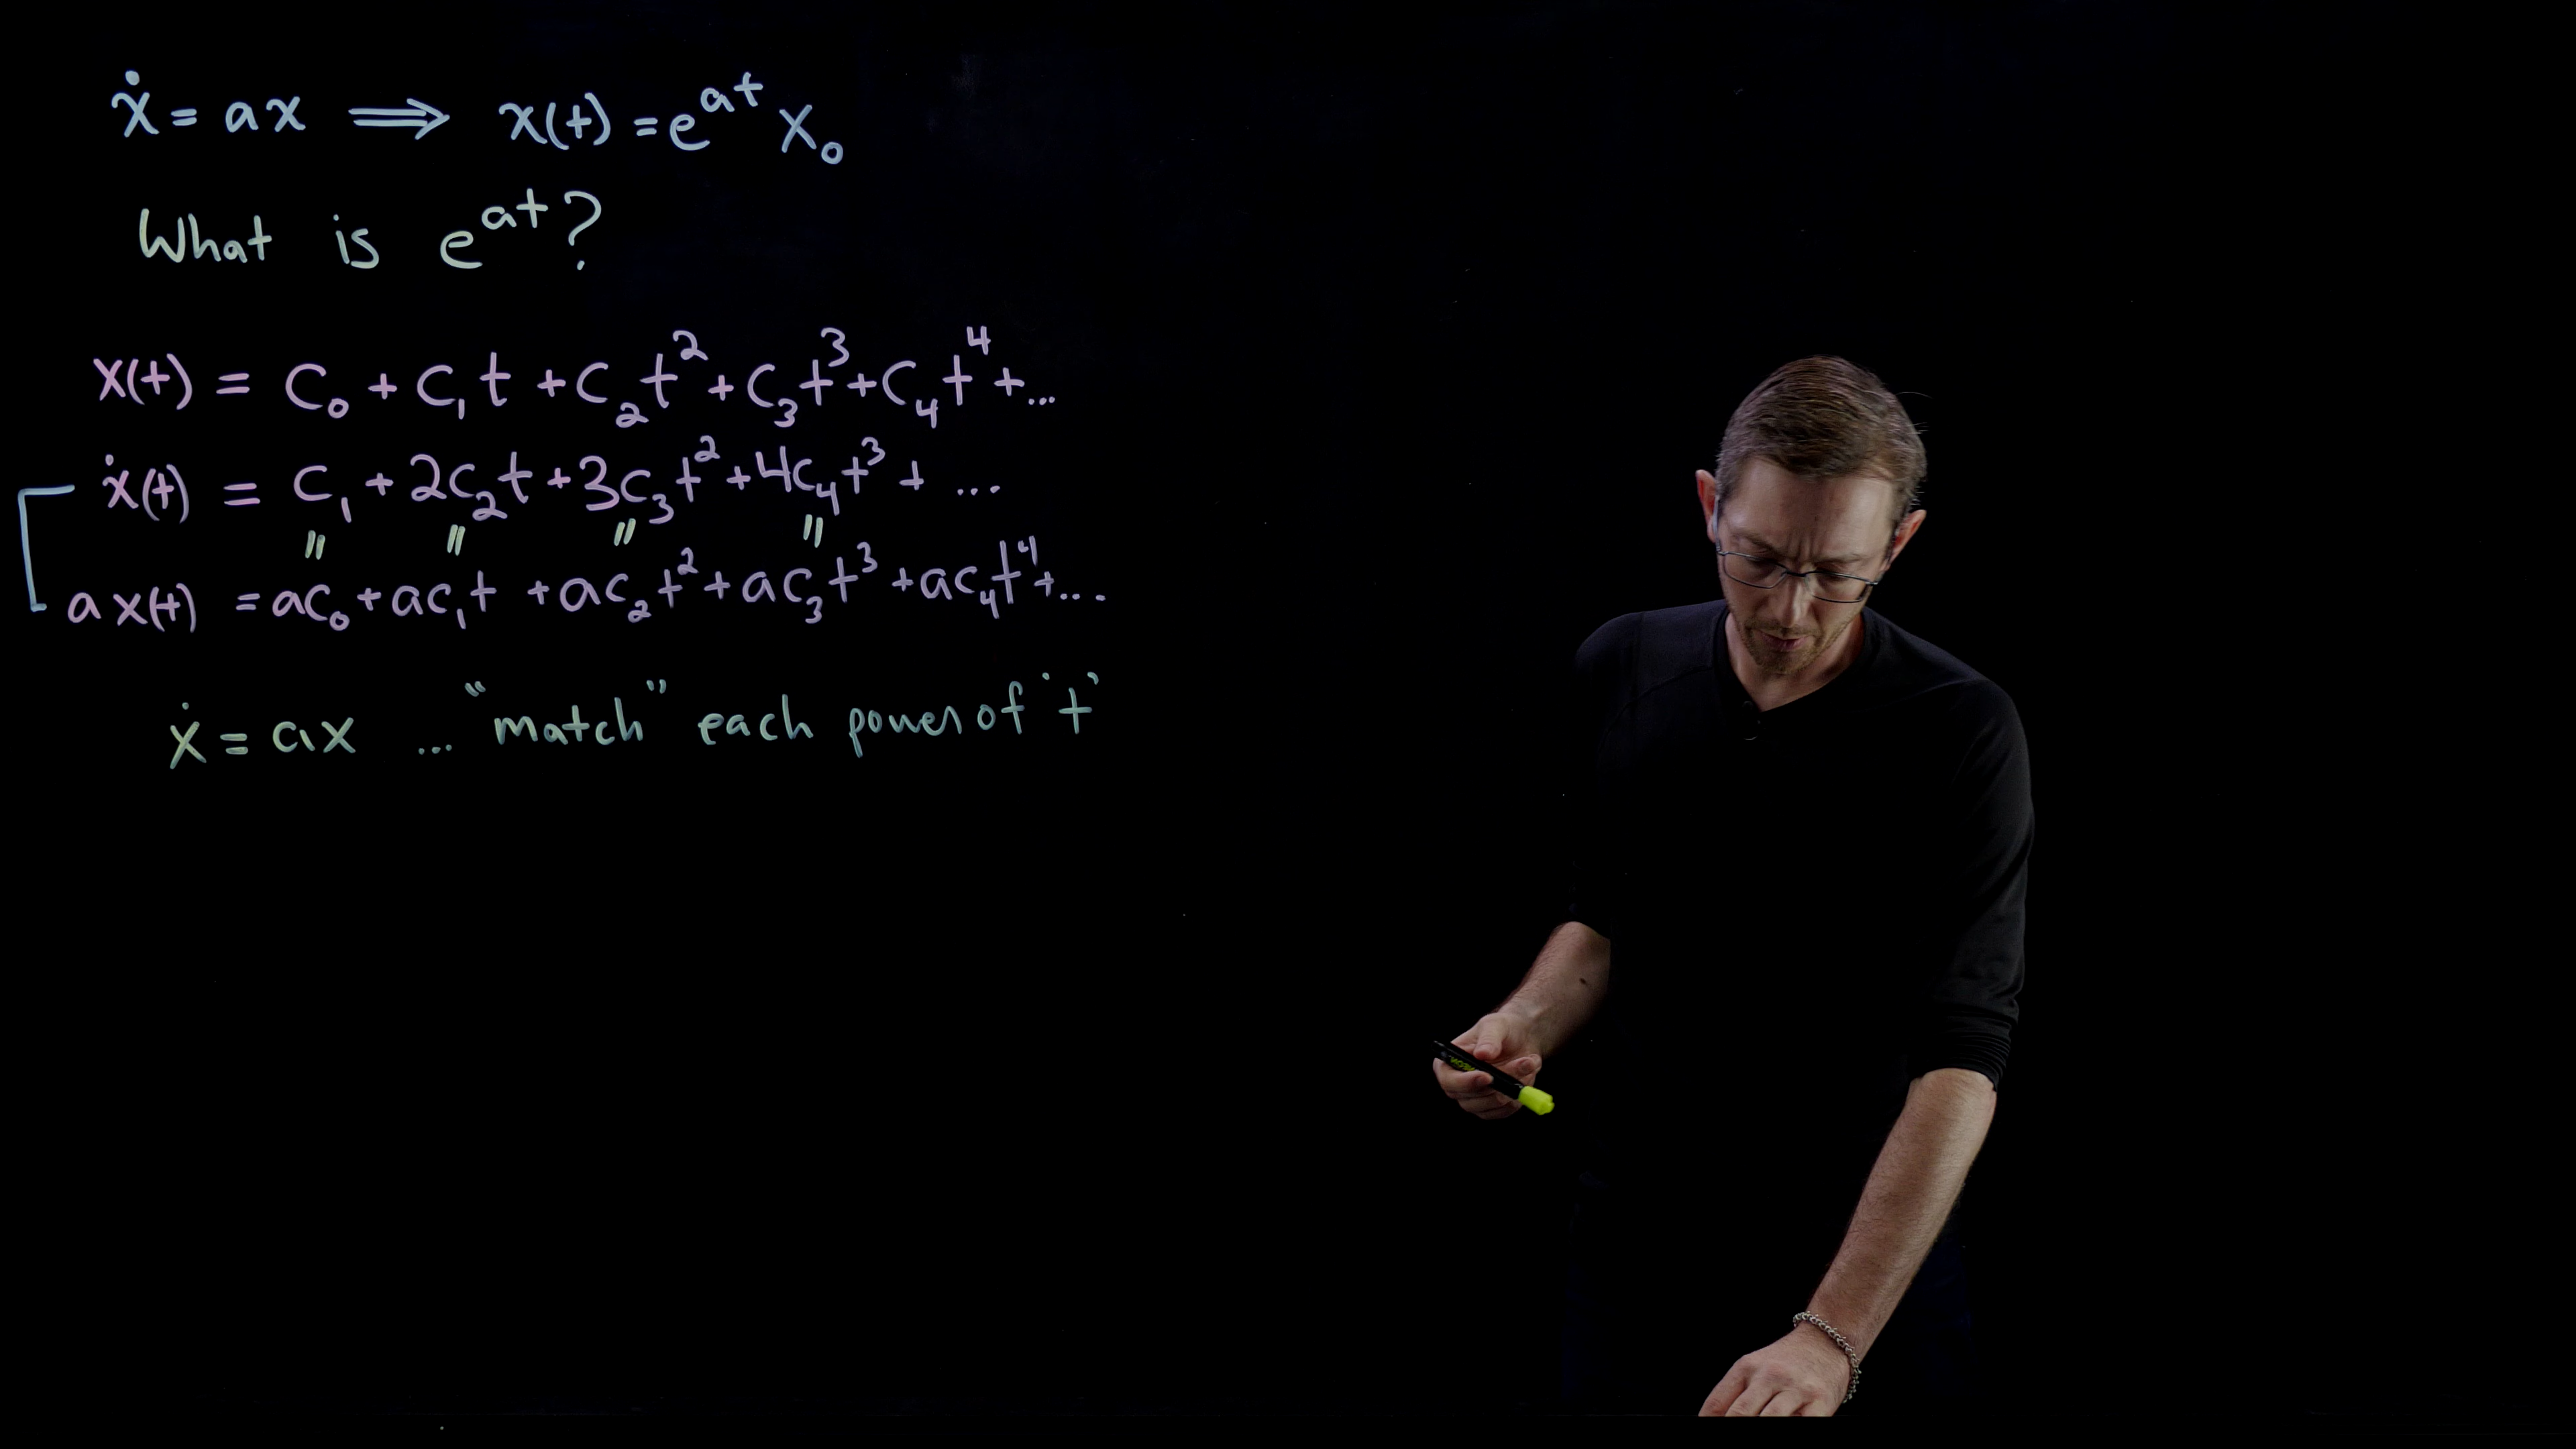 ẋ = ax ⟹ x(t) = e^{at} x₀
What is e^{at}?
x(t) = c₀ + c₁t + c₂t² + c₃t³ + c₄t⁴ + ...
ẋ(t) = c₁ + 2c₂t + 3c₃t² + 4c₄t³ + ...
= = = =
ax(t) = ac₀ + ac₁t + ac₂t² + ac₃t³ + ac₄t⁴ + ...
ẋ = ax ... "match" each power of 't'